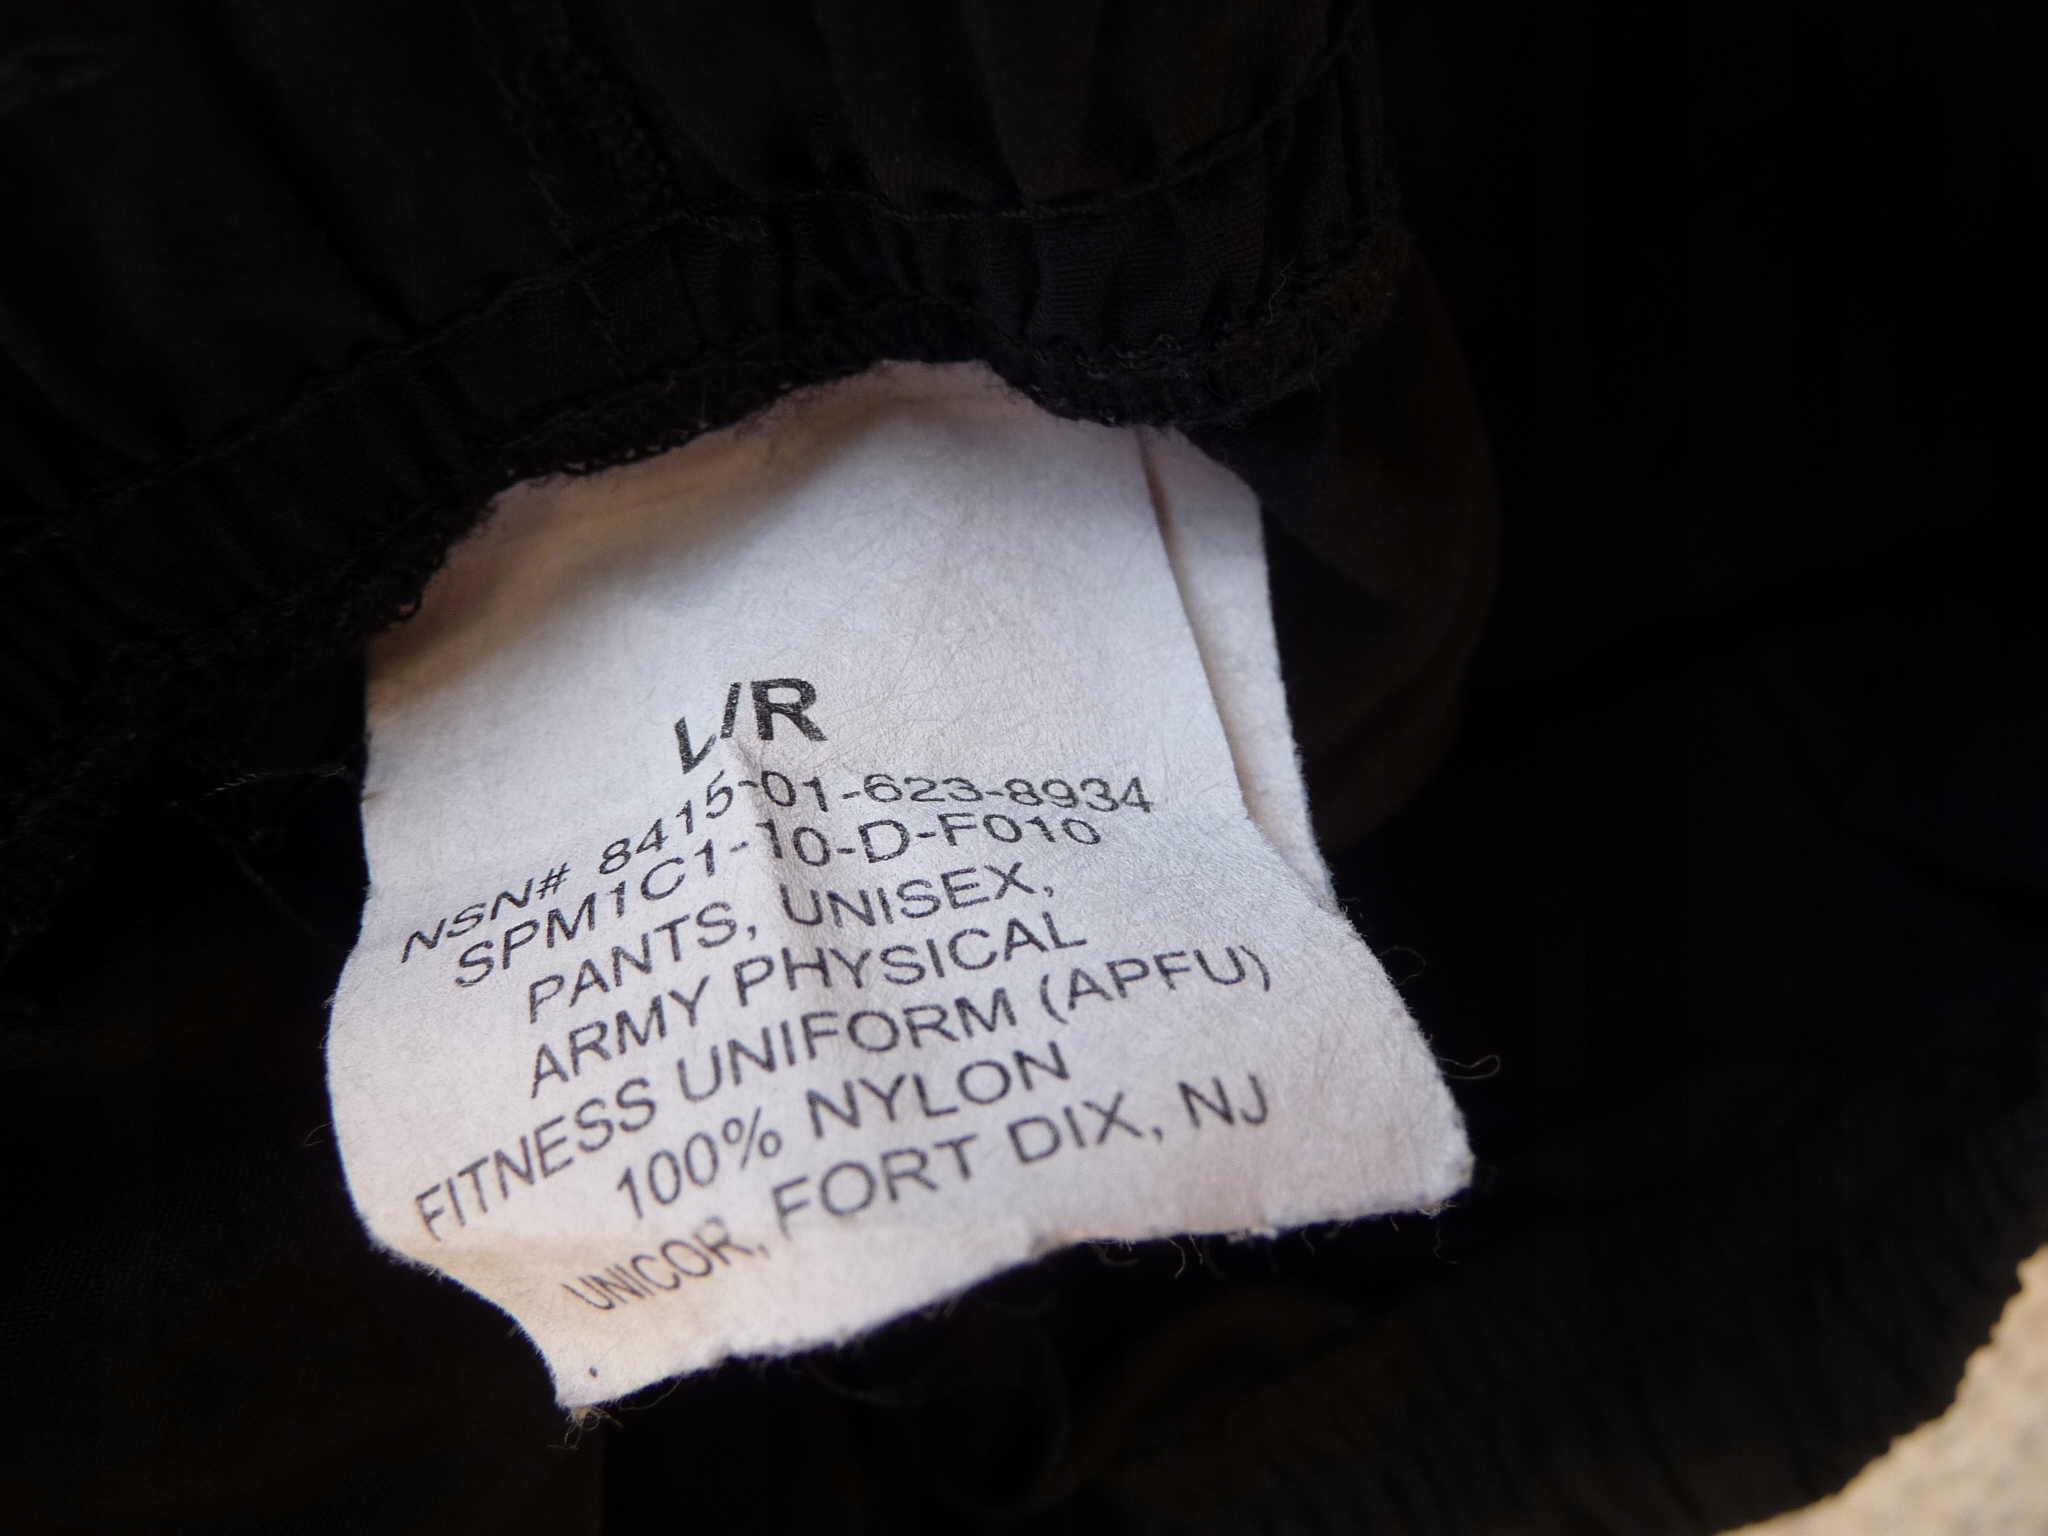 L/R
NSN# 8415-01-623-8934
SPM1C1-10-D-F010
PANTS, UNISEX,
ARMY PHYSICAL
FITNESS UNIFORM (APFU)
100% NYLON
UNICOR, FORT DIX, NJ